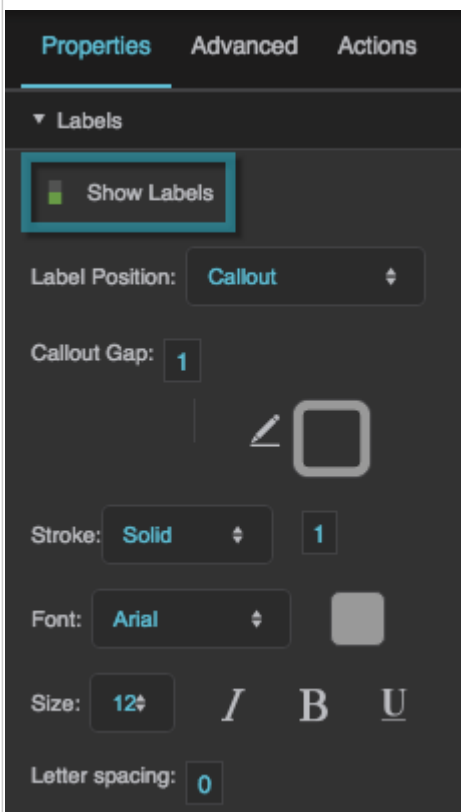 Properties Advanced Actions
Labels
Show Labels
Label Position: Callout
Callout Gap: 1
Stroke: Solid 1
Font: Arial
Size: 12 I B U
Letter spacing: 0